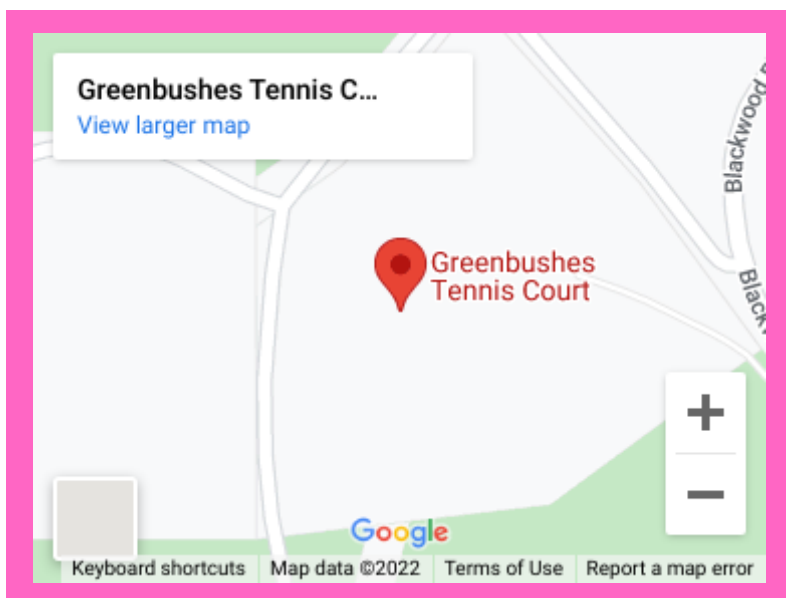 Greenbushes Tennis C...
View larger map
Blackwood
Greenbushes
Tennis Court
Google
Keyboard shortcuts
Map data ©2022
Terms of Use
Report a map error